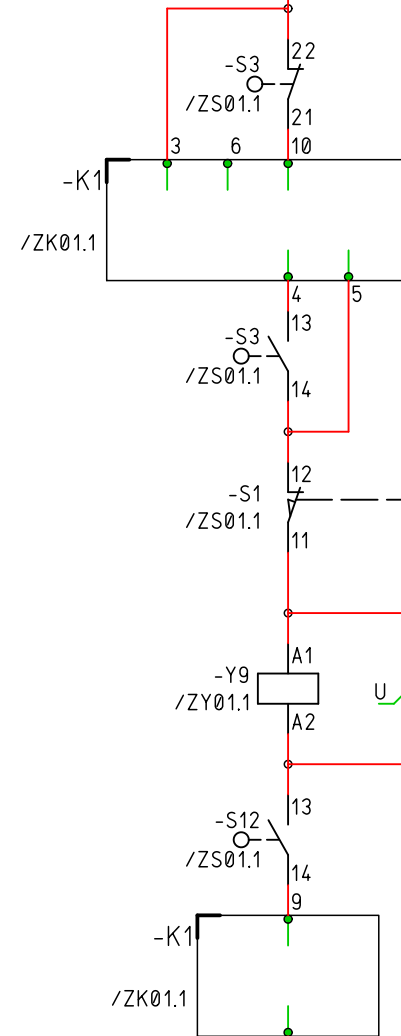 22
-S3
/ZS01.1
21
3 6 10
-K1
/ZK01.1
4 5
13
-S3
/ZS01.1
14
12
-S1
/ZS01.1
11
A1
-Y9
/ZY01.1
U
A2
13
-S12
/ZS01.1
14
9
-K1
/ZK01.1